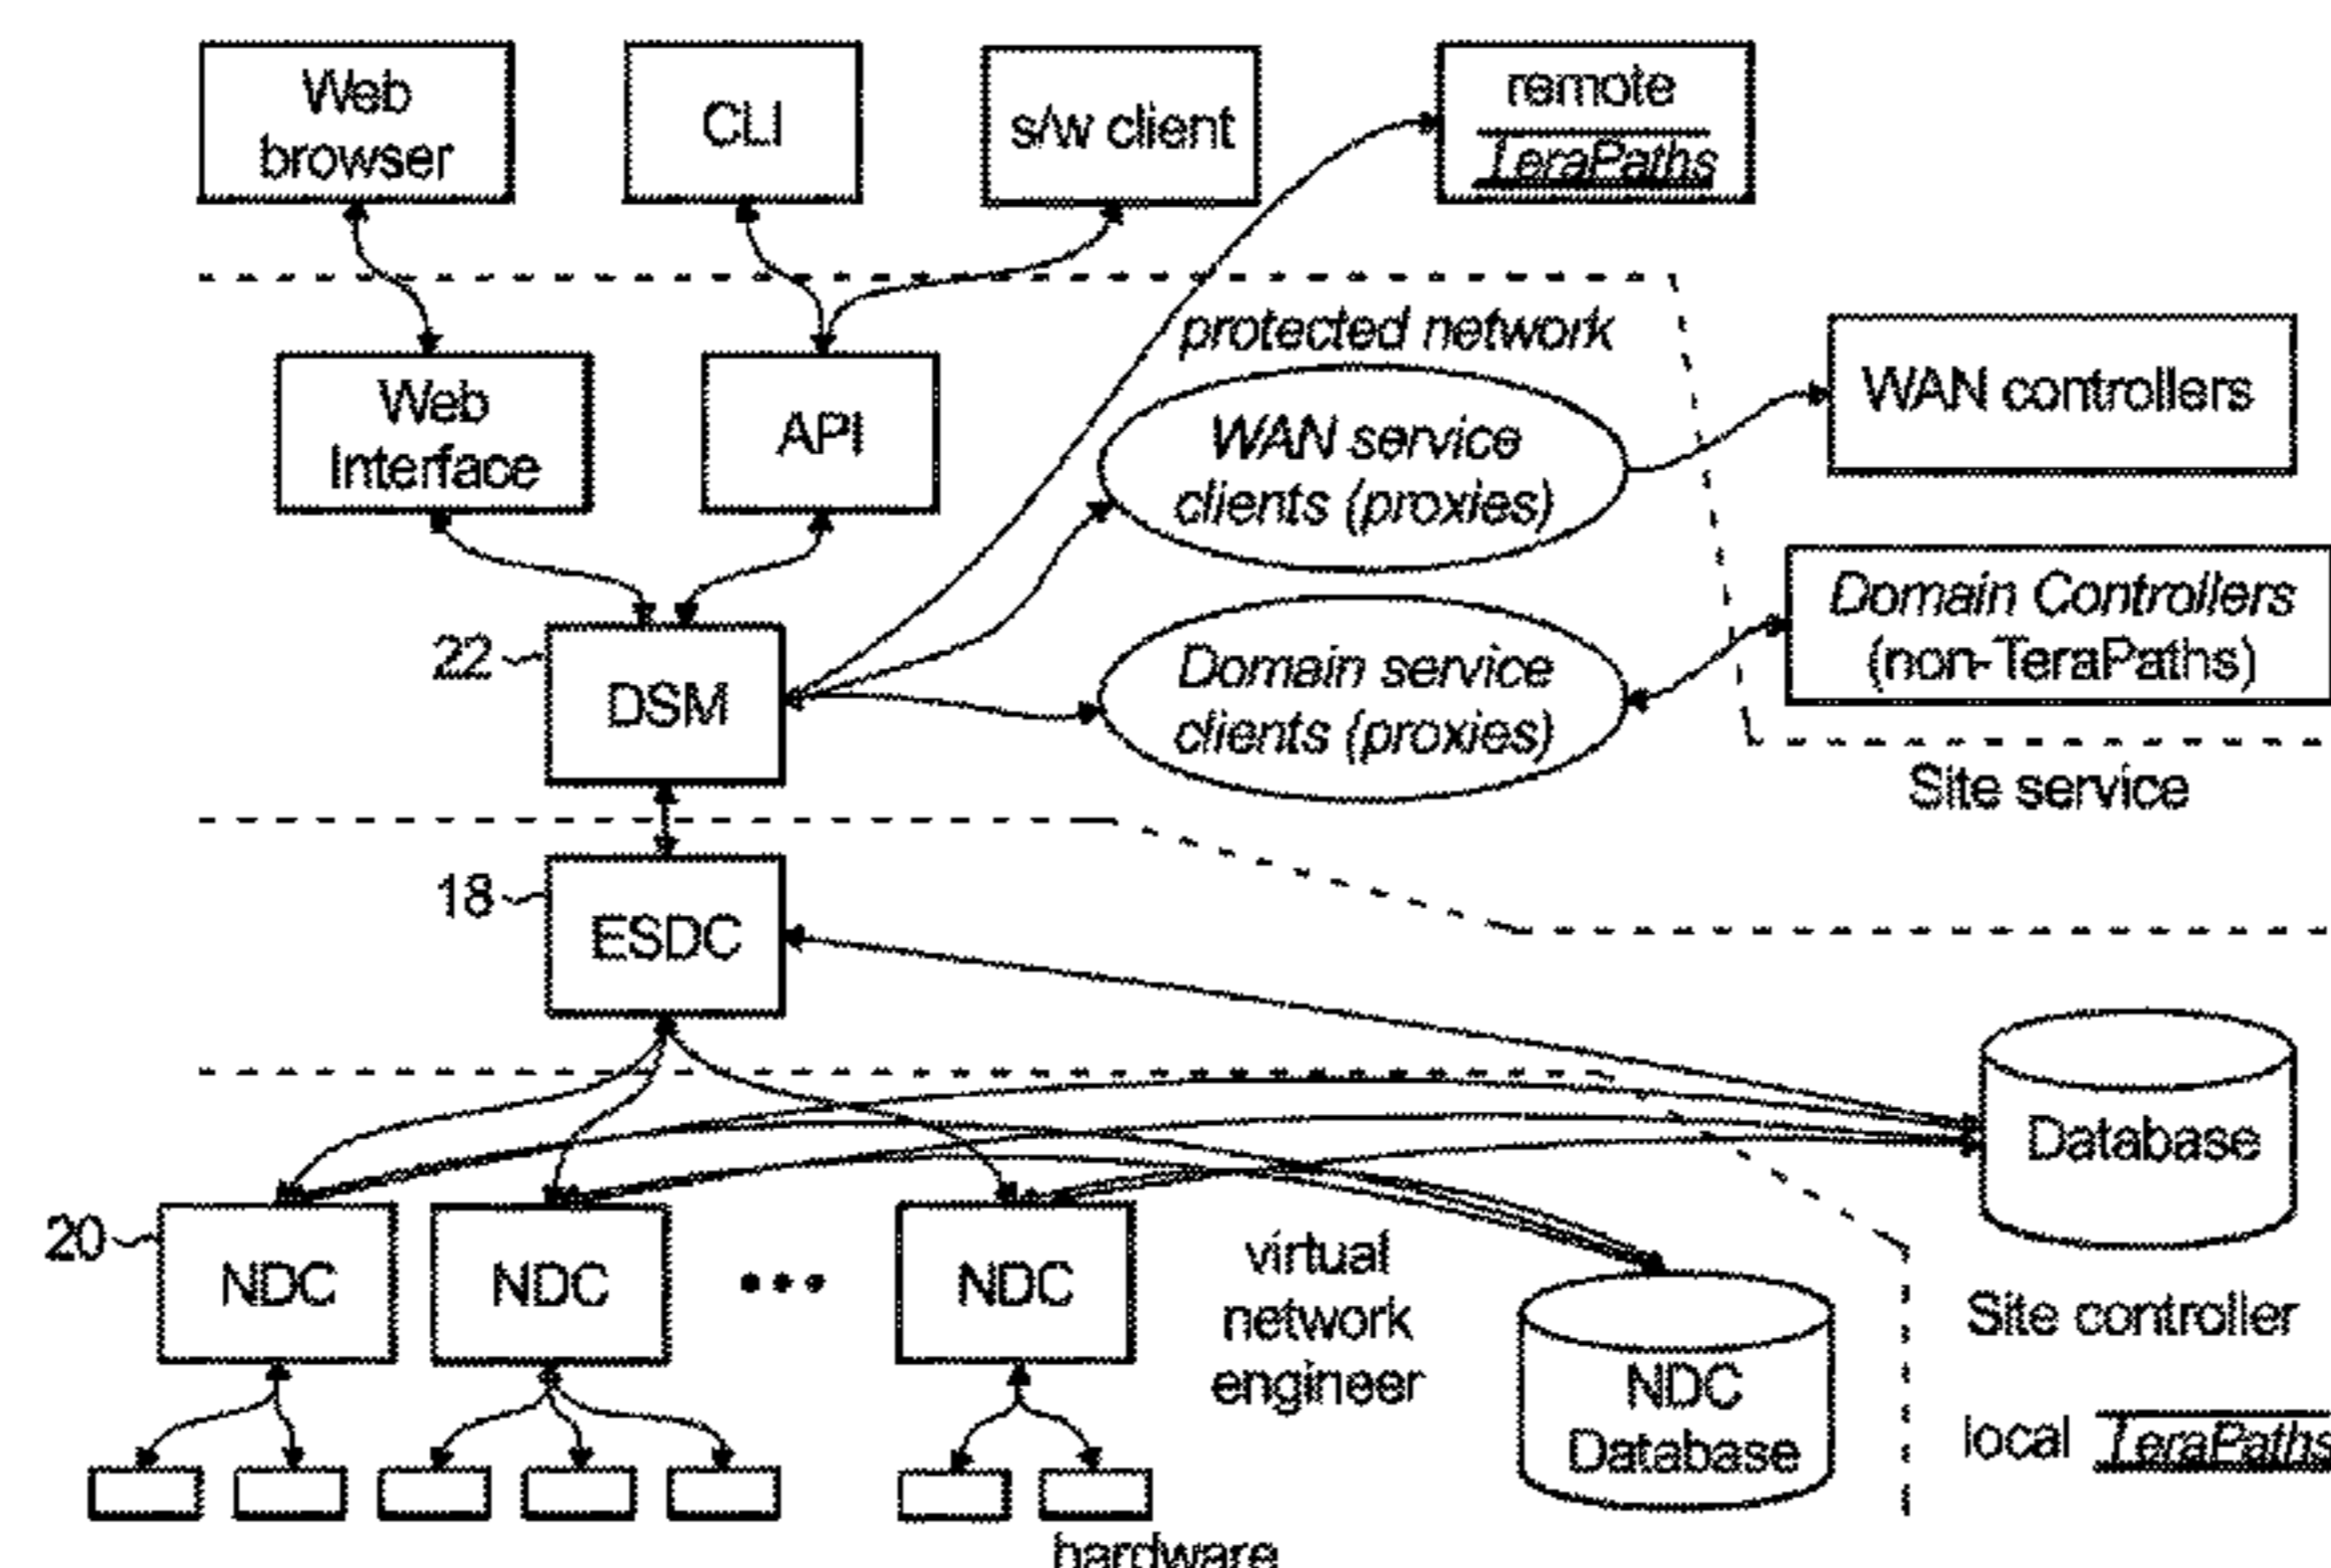 Web
browser
CLI
s/w client
remote
TeraPaths
protected network
Web
Interface
API
WAN service
clients (proxies)
WAN controllers
22
DSM
Domain service
clients (proxies)
Domain Controllers
(non-TeraPaths)
Site service
18
ESDC
Database
20
NDC
NDC
•••
NDC
virtual
network
engineer
NDC
Database
Site controller
local TeraPaths
hardware